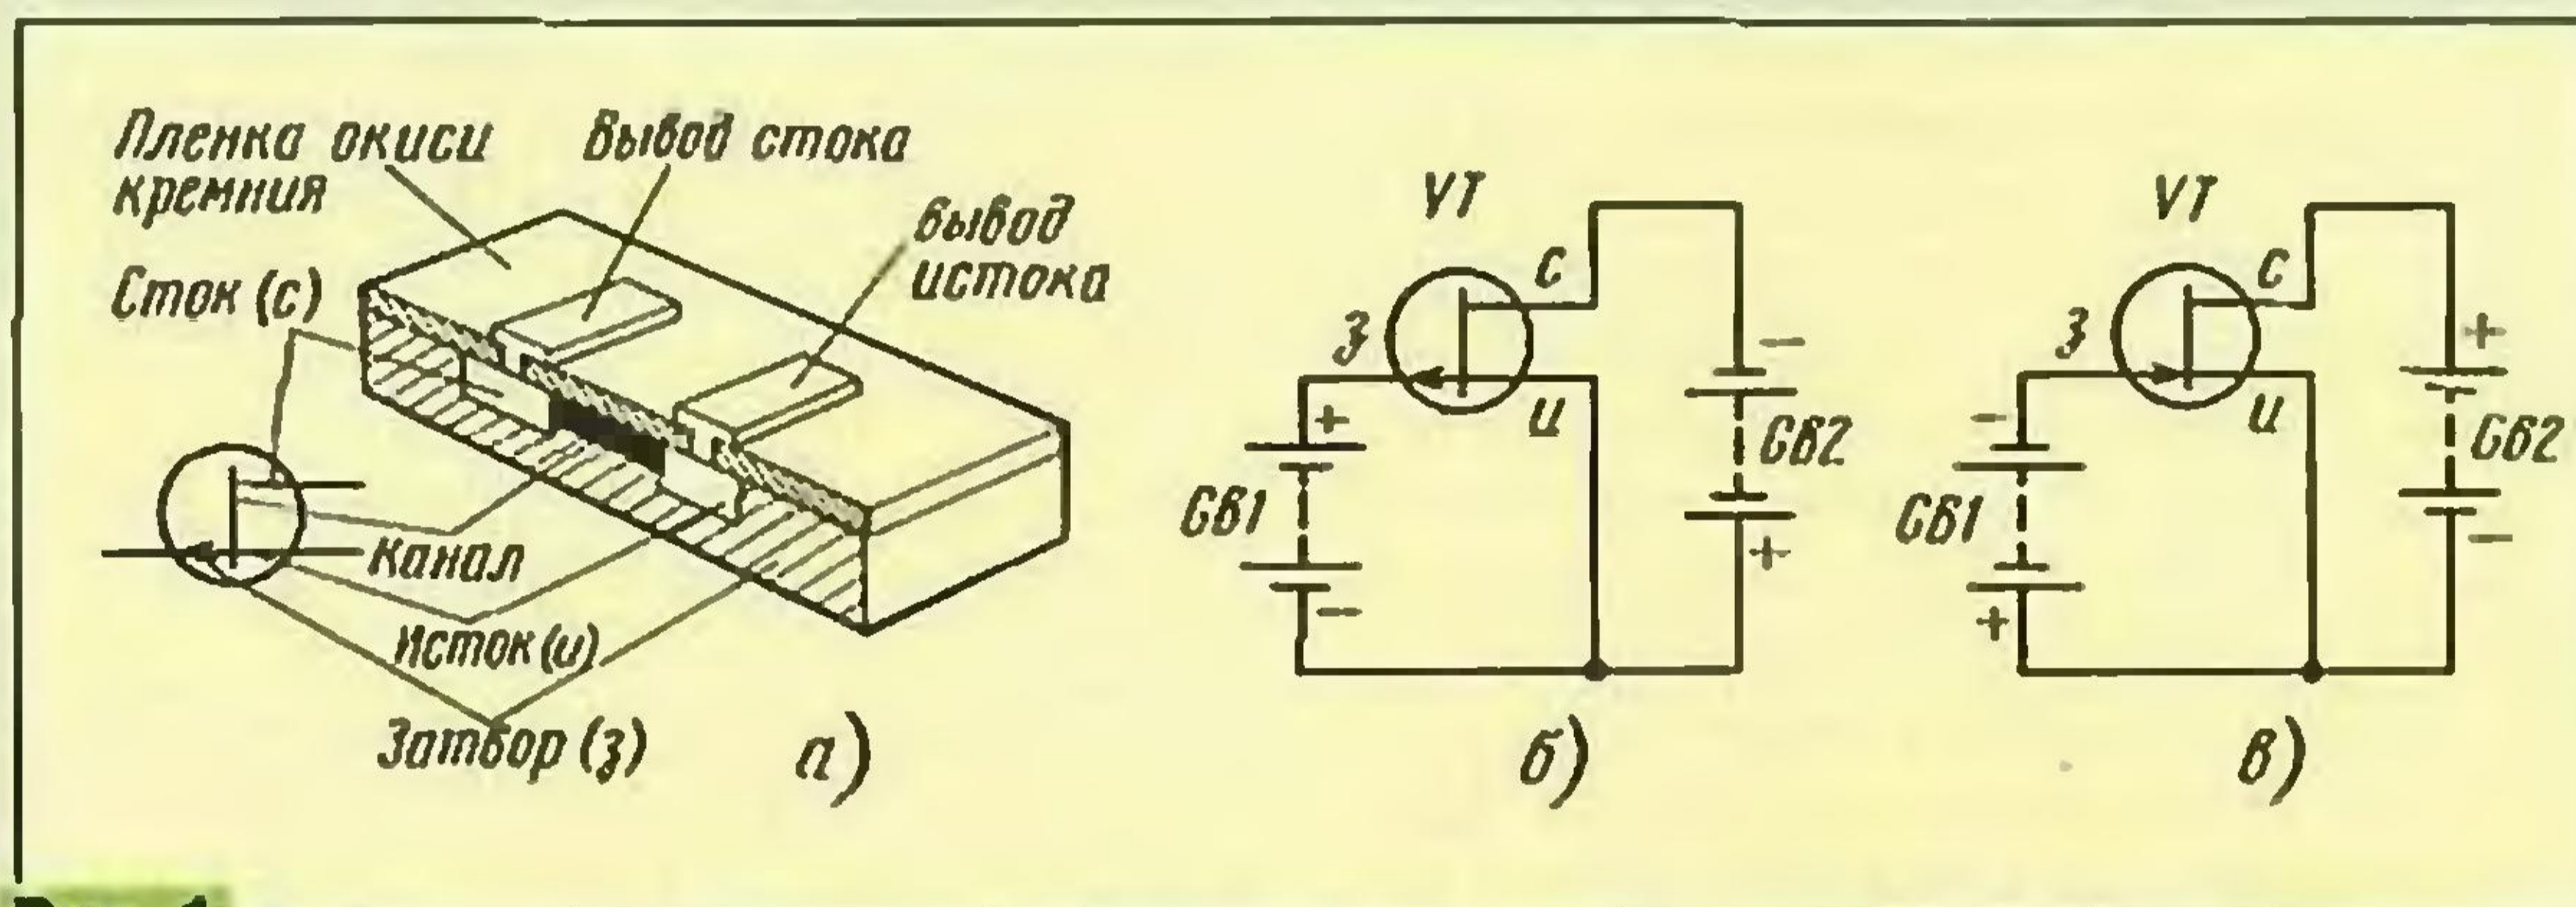 Пленка окиси
кремния
Вывод стока
вывод
истока
Сток (с)
Канал
Исток (и)
Затвор (з)
а)
VT
с
з
и
+
GB1
−
−
GB2
+
б)
VT
с
з
и
−
GB1
+
+
GB2
−
в)